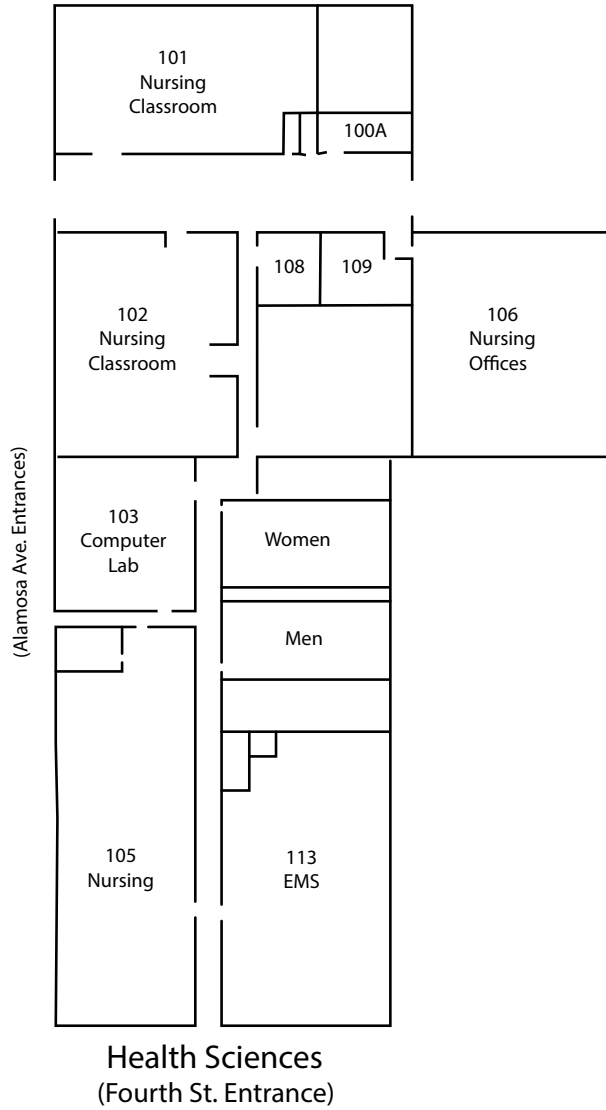 101
Nursing
Classroom
100A
108
109
102
Nursing
Classroom
106
Nursing
Offices
(Alamosa Ave. Entrances)
103
Computer
Lab
Women
Men
105
Nursing
113
EMS
Health Sciences
(Fourth St. Entrance)